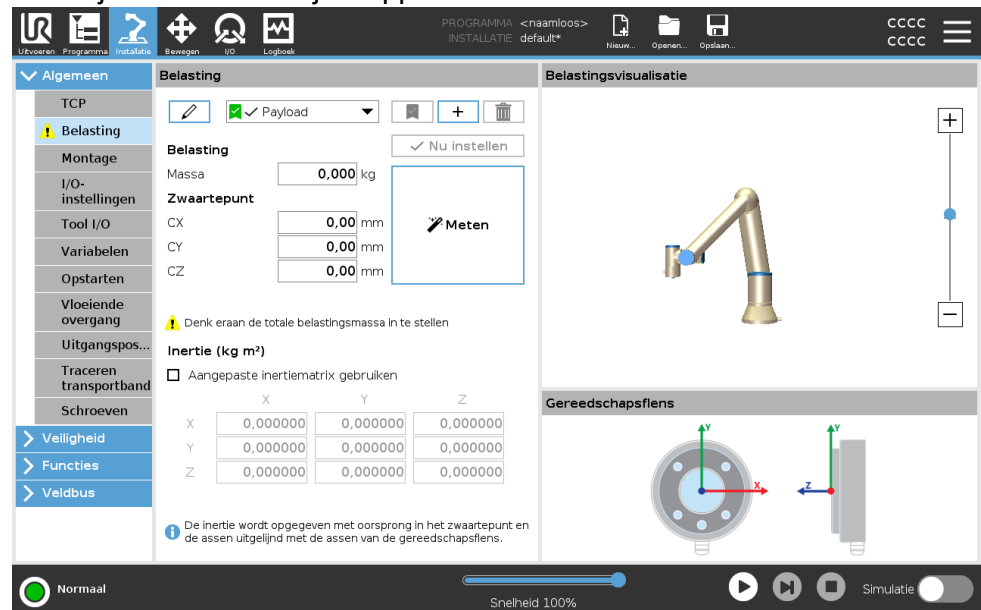 PROGRAMMA <naamloos>
INSTALLATIE default*
Uitvoeren Programma Installatie Bewegen I/O Logboek
Nieuw... Openen... Opslaan...
cccc
cccc
Algemeen
TCP
Belasting
Montage
I/O-
instellingen
Tool I/O
Variabelen
Opstarten
Vloeiende
overgang
Uitgangspos...
Traceren
transportband
Schroeven
Veiligheid
Functies
Veldbus
Belasting
Payload
Belasting
Nu instellen
Massa 0,000 kg
Zwaartepunt
CX 0,00 mm
CY 0,00 mm
CZ 0,00 mm
Meten
Denk eraan de totale belastingsmassa in te stellen
Inertie (kg m²)
Aangepaste inertiematrix gebruiken
X Y Z
X 0,000000 0,000000 0,000000
Y 0,000000 0,000000 0,000000
Z 0,000000 0,000000 0,000000
De inertie wordt opgegeven met oorsprong in het zwaartepunt en
de assen uitgelijnd met de assen van de gereedschapsflens.
Belastingsvisualisatie
Gereedschapsflens
Y Y
X Z
Normaal
Snelheid 100%
Simulatie